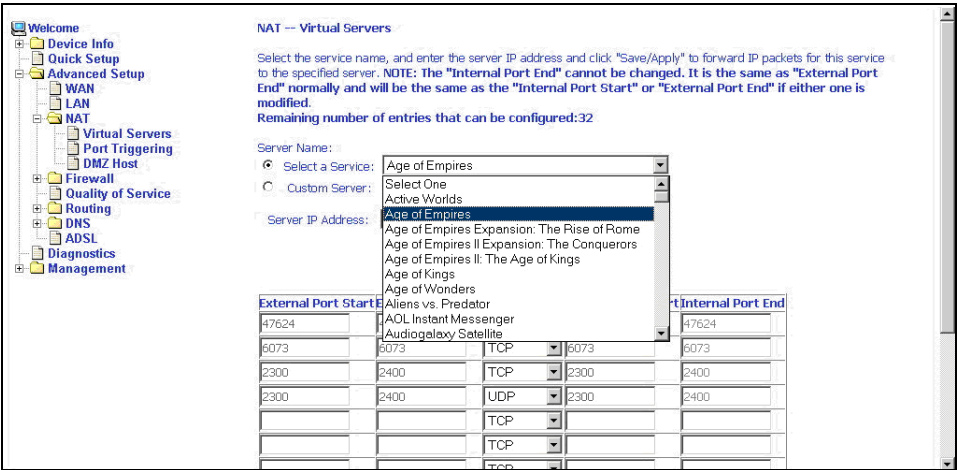 Welcome
Device Info
Quick Setup
Advanced Setup
WAN
LAN
NAT
Virtual Servers
Port Triggering
DMZ Host
Firewall
Quality of Service
Routing
DNS
ADSL
Diagnostics
Management
NAT -- Virtual Servers
Select the service name, and enter the server IP address and click "Save/Apply" to forward IP packets for this service
to the specified server. NOTE: The "Internal Port End" cannot be changed. It is the same as "External Port
End" normally and will be the same as the "Internal Port Start" or "External Port End" if either one is
modified.
Remaining number of entries that can be configured:32
Server Name:
Select a Service: Age of Empires
Custom Server:
Server IP Address:
Select One
Active Worlds
Age of Empires
Age of Empires Expansion: The Rise of Rome
Age of Empires II Expansion: The Conquerors
Age of Empires II: The Age of Kings
Age of Kings
Age of Wonders
Aliens vs. Predator
AOL Instant Messenger
Audiogalaxy Satellite
External Port Start Internal Port End
47624 47624
6073 6073 TCP 6073 6073
2300 2400 TCP 2300 2400
2300 2400 UDP 2300 2400
TCP
TCP
TCP